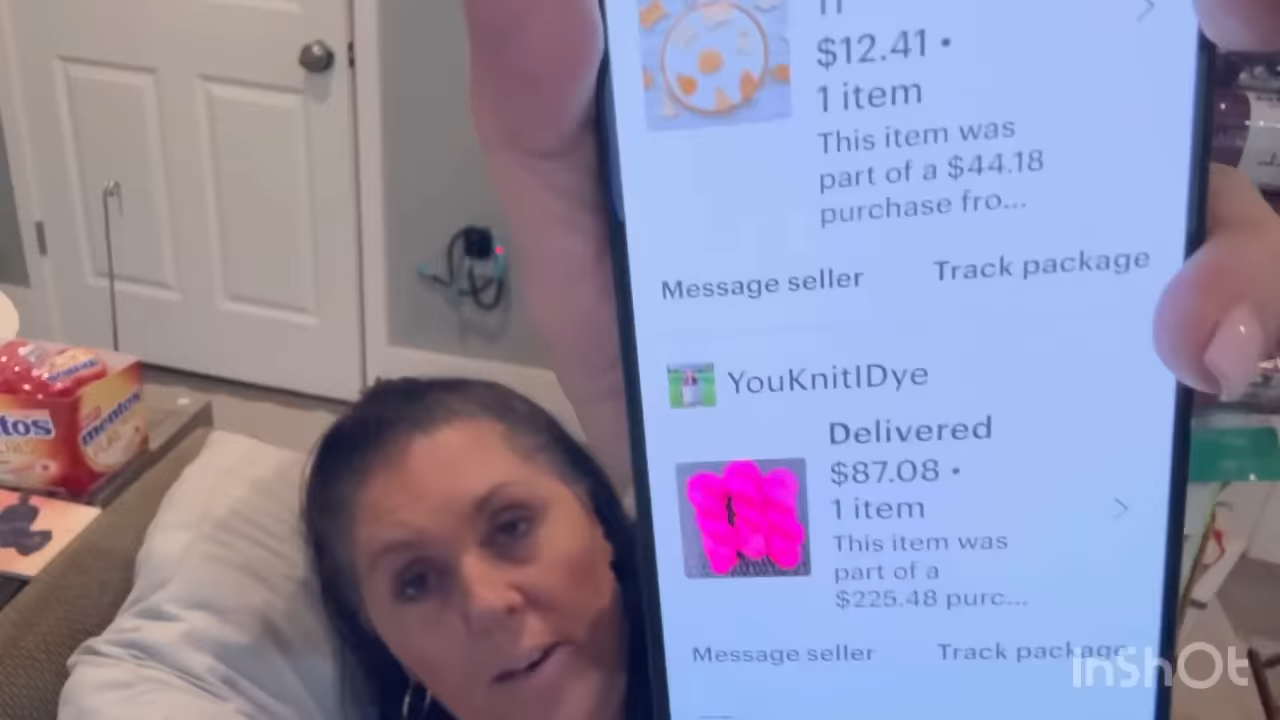 $12.41 •
1 item
This item was
part of a $44.18
purchase fro...
Message seller
Track package
YouKnitIDye
Delivered
$87.08 •
1 item
This item was
part of a
$225.48 purc...
Message seller
Track package
tos
mentos
InShOt